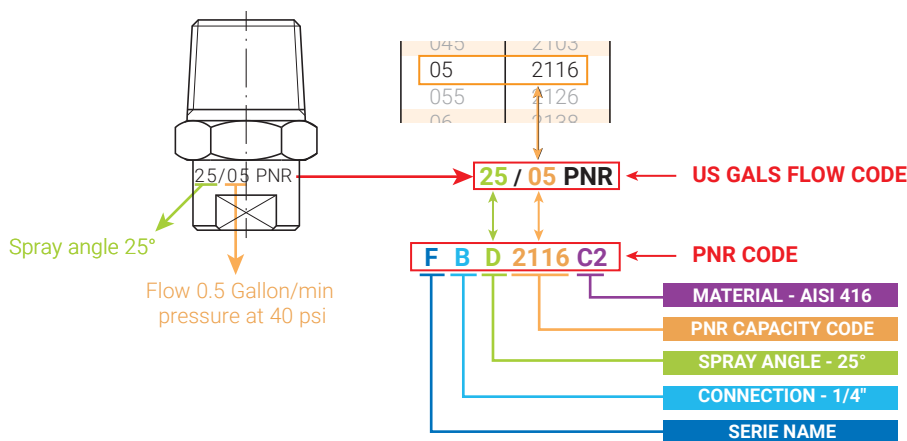 045 2103
05 2116
055 2126
06 2138
25/05 PNR
25 / 05 PNR
US GALS FLOW CODE
Spray angle 25°
F B D 2116 C2
PNR CODE
Flow 0.5 Gallon/min
pressure at 40 psi
MATERIAL - AISI 416
PNR CAPACITY CODE
SPRAY ANGLE - 25°
CONNECTION - 1/4"
SERIE NAME